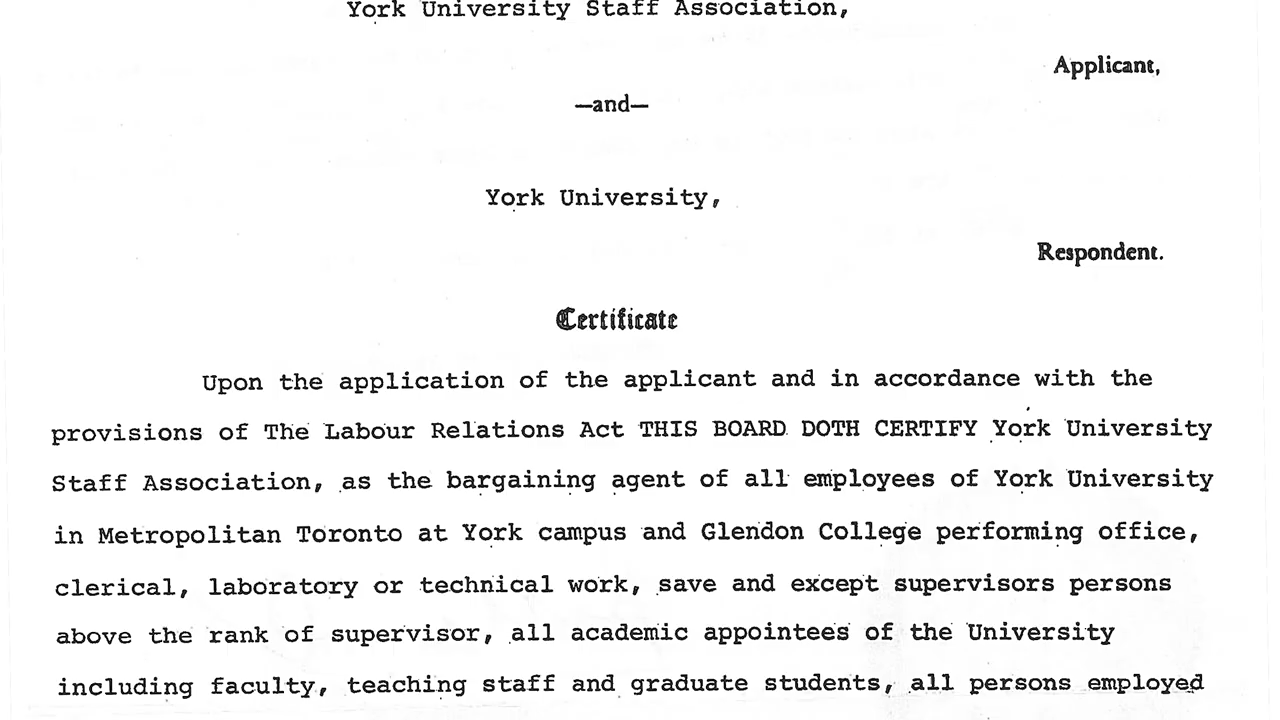 York University Staff Association,
Applicant,
—and—
York University,
Respondent.
Certificate
Upon the application of the applicant and in accordance with the
provisions of The Labour Relations Act THIS BOARD DOTH CERTIFY York University
Staff Association, as the bargaining agent of all employees of York University
in Metropolitan Toronto at York campus and Glendon College performing office,
clerical, laboratory or technical work, save and except supervisors persons
above the rank of supervisor, all academic appointees of the University
including faculty, teaching staff and graduate students, all persons employed